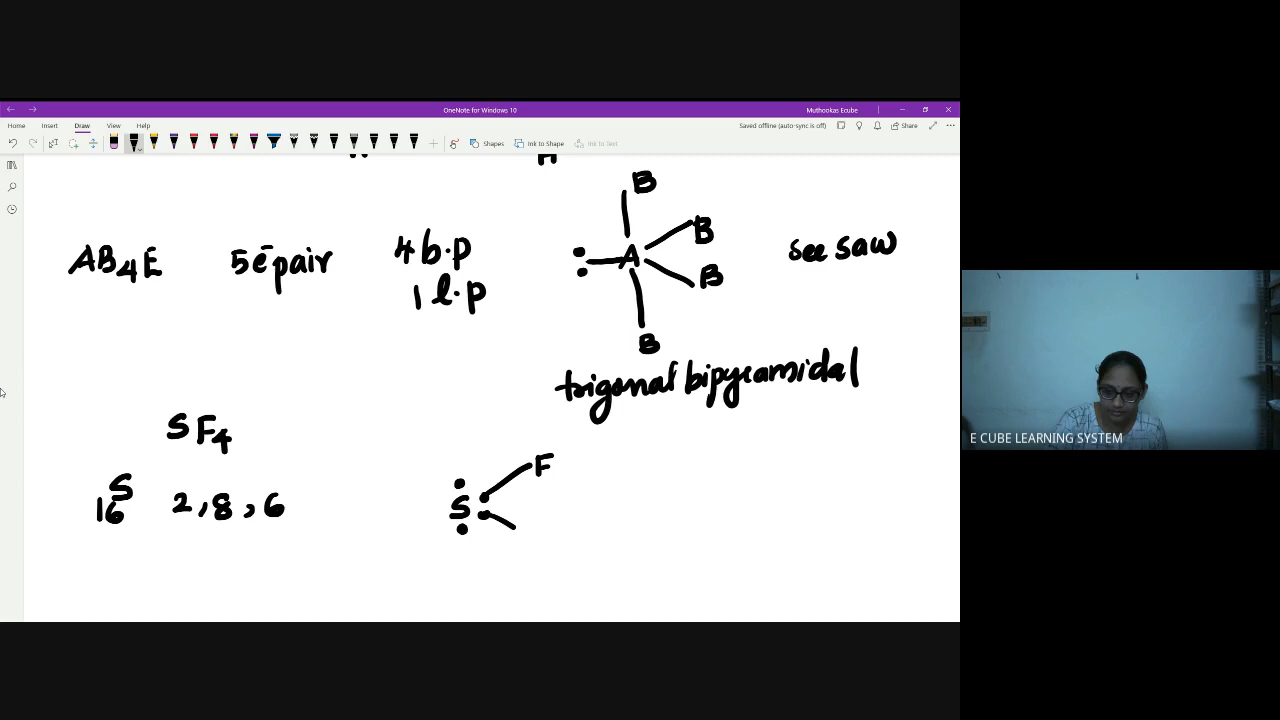 OneNote for Windows 10
Muthookas Ecube
Home Insert Draw View Help
Saved offline (auto-sync is off)
Share
Shapes
Ink to Shape
Ink to Text
H
B
AB4E 5 e̅ pair 4 b.p : A B see saw
1 l.p B
B
trigonal bipyramidal
SF4
F
16S 2,8,6 S
E CUBE LEARNING SYSTEM